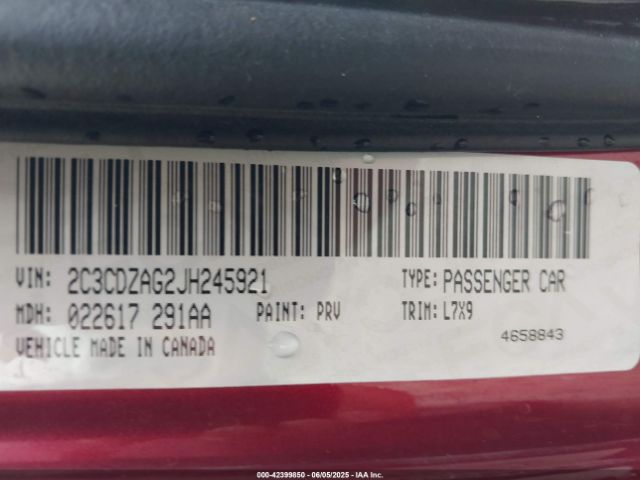 VIN: 2C3CDZAG2JH245921 TYPE: PASSENGER CAR
MDH: 022617 291AA PAINT: PRV TRIM: L7X9
VEHICLE MADE IN CANADA 4658843
000-42399850 - 06/05/2025 - IAA, Inc.